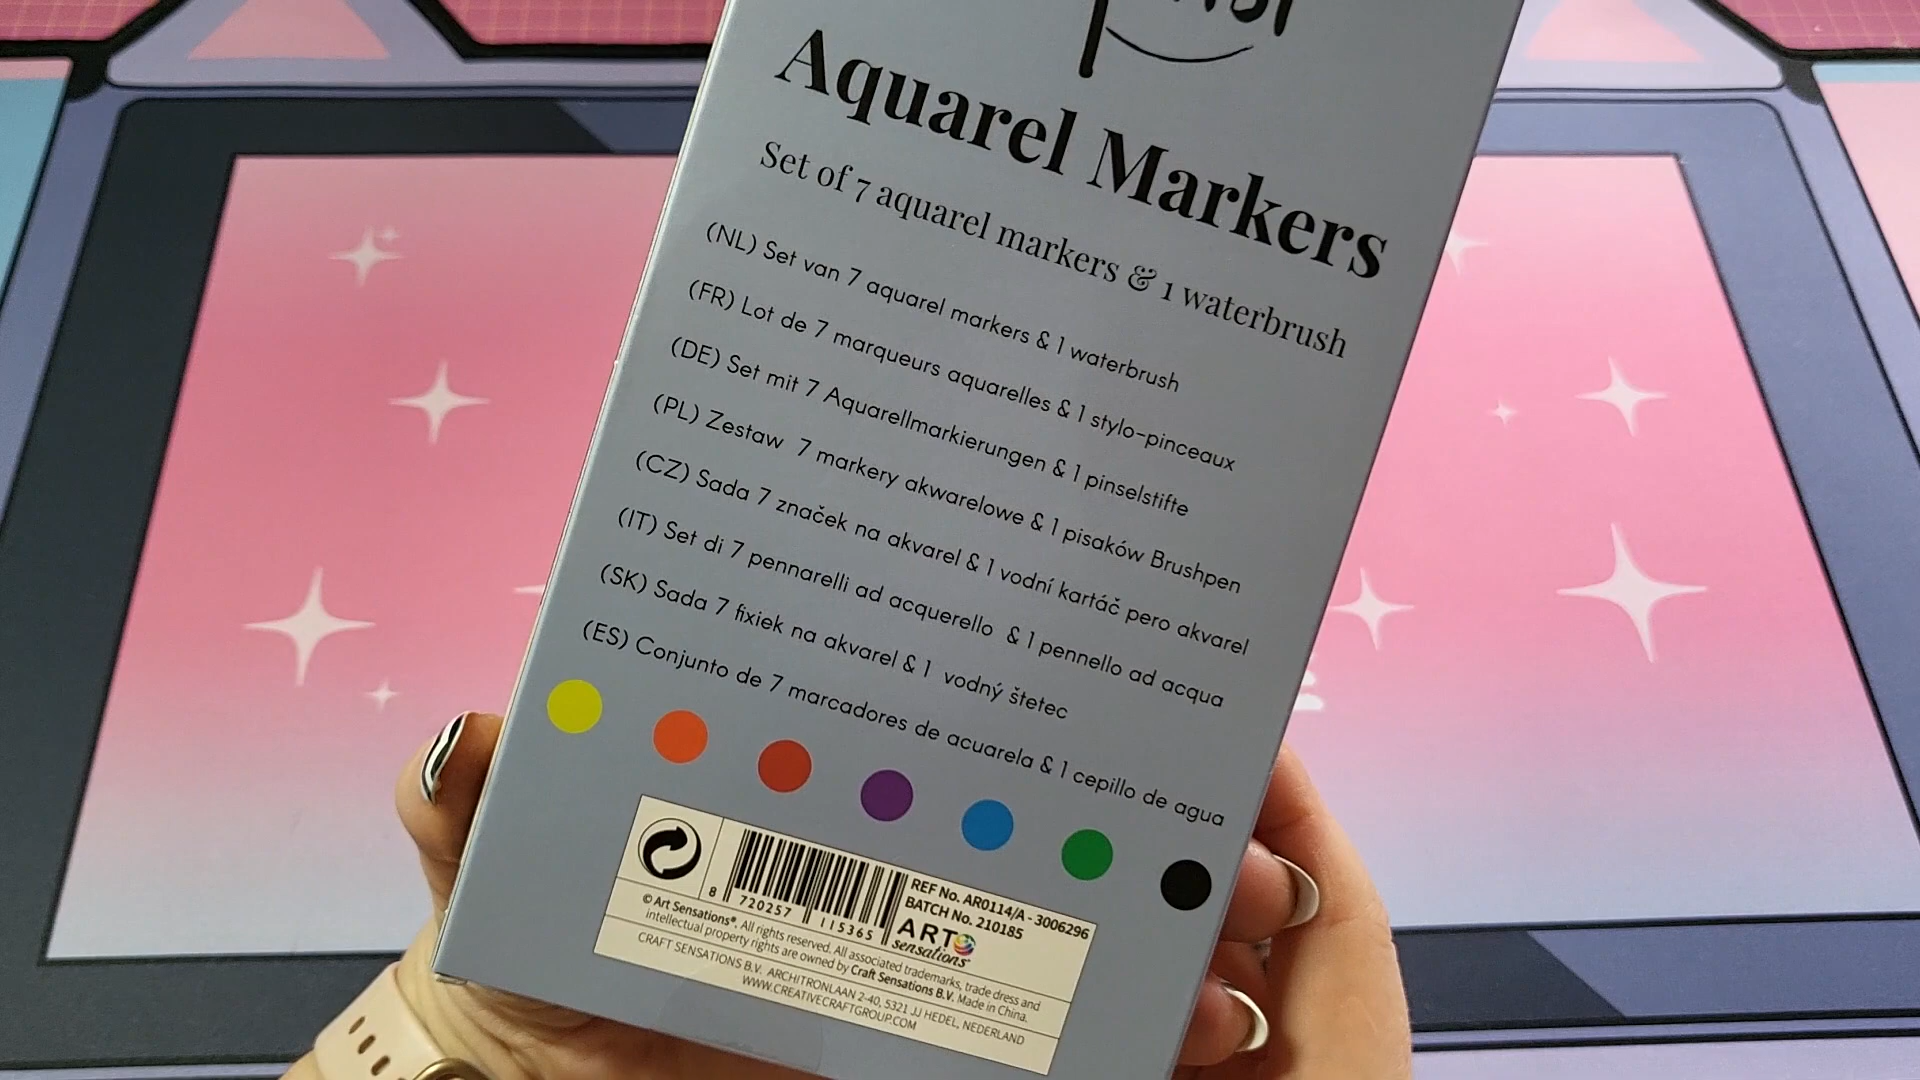 Aquarel Markers
Set of 7 aquarel markers & 1 waterbrush
(NL) Set van 7 aquarel markers & 1 waterbrush
(FR) Lot de 7 marqueurs aquarelles & 1 stylo-pinceaux
(DE) Set mit 7 Aquarellmarkierungen & 1 pinselstifte
(PL) Zestaw 7 markery akwarelowe & 1 pisaków Brushpen
(CZ) Sada 7 značek na akvarel & 1 vodní kartáč pero akvarel
(IT) Set di 7 pennarelli ad acquerello & 1 pennello ad acqua
(SK) Sada 7 fixiek na akvarel & 1 vodný štetec
(ES) Conjunto de 7 marcadores de acuarela & 1 cepillo de agua
8 720257 115365
REF No. AR0114/A - 3006296
BATCH No. 210185
ART
sensations
© Art Sensations®. All rights reserved. All associated trademarks, trade dress and
intellectual property rights are owned by Craft Sensations B.V. Made in China.
CRAFT SENSATIONS B.V. ARCHITRONLAAN 2-40, 5321 JJ HEDEL, NEDERLAND
WWW.CREATIVECRAFTGROUP.COM